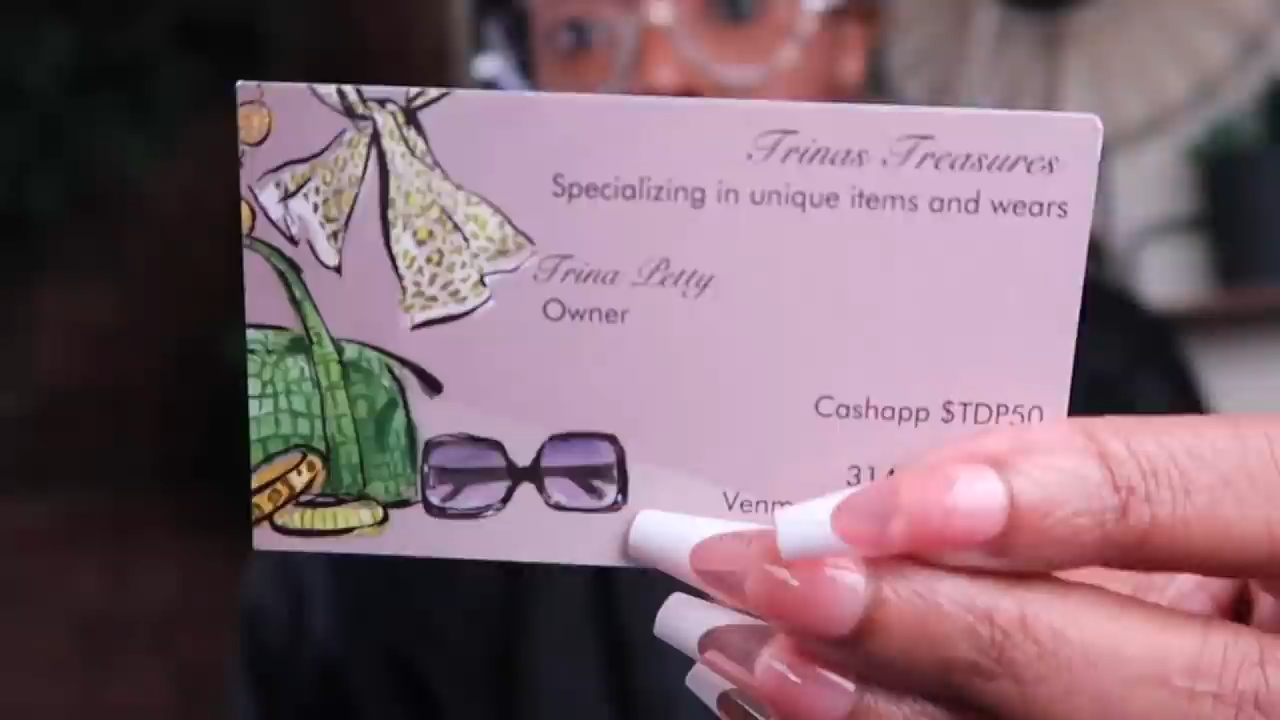 Trinas Treasures
Specializing in unique items and wears
Trina Petty
Owner
Cashapp $TDP50